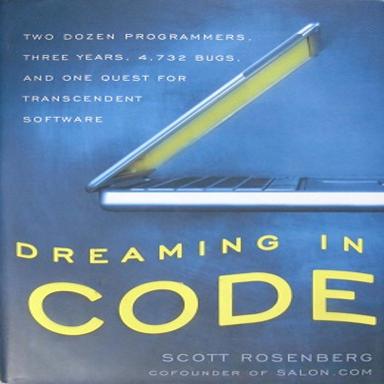 TWO DOZEN PROGRAMMERS,
THREE YEARS, 4,732 BUGS,
AND ONE QUEST FOR
TRANSCENDENT
SOFTWARE
DREAMING IN
CODE
SCOTT ROSENBERG
COFOUNDER OF SALON.COM